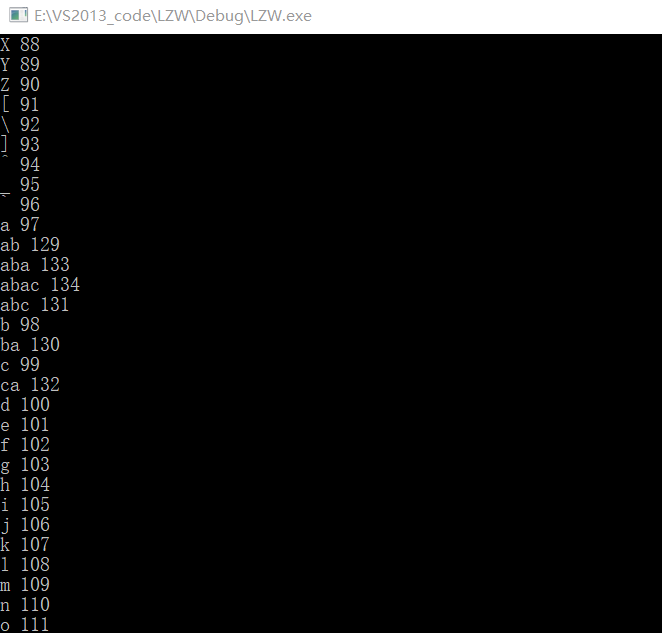 E:\VS2013_code\LZW\Debug\LZW.exe
X 88
Y 89
Z 90
[ 91
\ 92
] 93
^ 94
_ 95
` 96
a 97
ab 129
aba 133
abac 134
abc 131
b 98
ba 130
c 99
ca 132
d 100
e 101
f 102
g 103
h 104
i 105
j 106
k 107
l 108
m 109
n 110
o 111